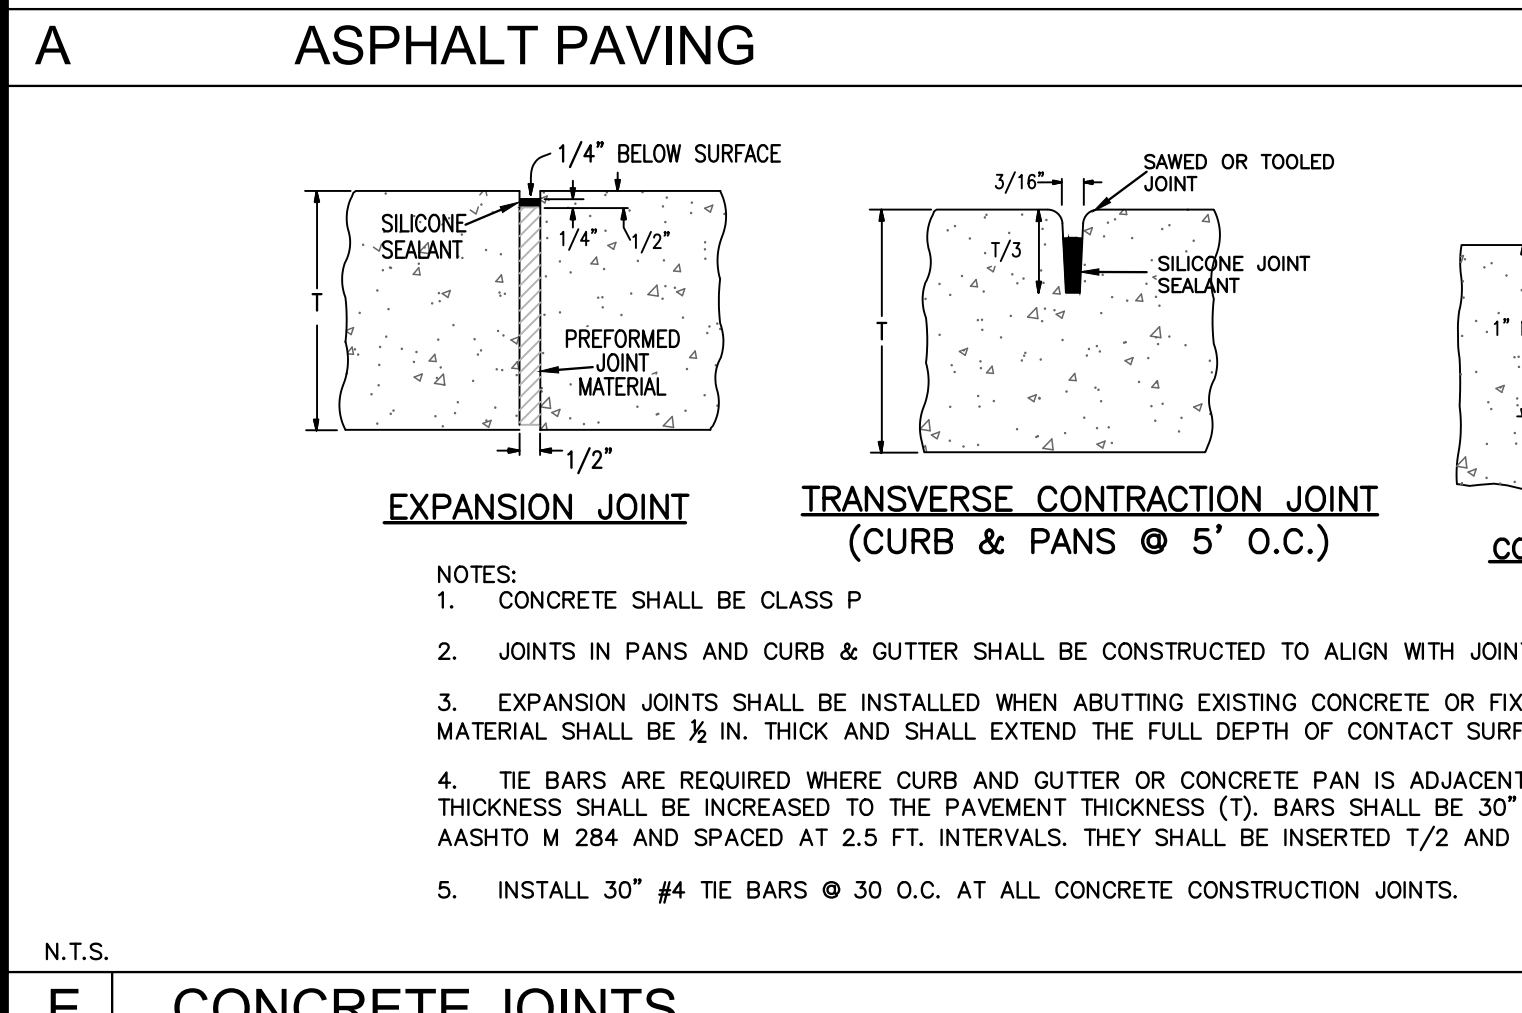 A ASPHALT PAVING
1/4" BELOW SURFACE
SILICONE
SEALANT
1/4"
1/2"
T
PREFORMED
JOINT
MATERIAL
1/2"
EXPANSION JOINT
SAWED OR TOOLED
JOINT
3/16"
T/3
SILICONE JOINT
SEALANT
T
TRANSVERSE CONTRACTION JOINT
(CURB & PANS @ 5' O.C.)
1"
CO
NOTES:
1. CONCRETE SHALL BE CLASS P
2. JOINTS IN PANS AND CURB & GUTTER SHALL BE CONSTRUCTED TO ALIGN WITH JOIN
3. EXPANSION JOINTS SHALL BE INSTALLED WHEN ABUTTING EXISTING CONCRETE OR FIX
MATERIAL SHALL BE ½ IN. THICK AND SHALL EXTEND THE FULL DEPTH OF CONTACT SURF
4. TIE BARS ARE REQUIRED WHERE CURB AND GUTTER OR CONCRETE PAN IS ADJACENT
THICKNESS SHALL BE INCREASED TO THE PAVEMENT THICKNESS (T). BARS SHALL BE 30"
AASHTO M 284 AND SPACED AT 2.5 FT. INTERVALS. THEY SHALL BE INSERTED T/2 AND
5. INSTALL 30" #4 TIE BARS @ 30 O.C. AT ALL CONCRETE CONSTRUCTION JOINTS.
N.T.S.
CONCRETE JOINTS